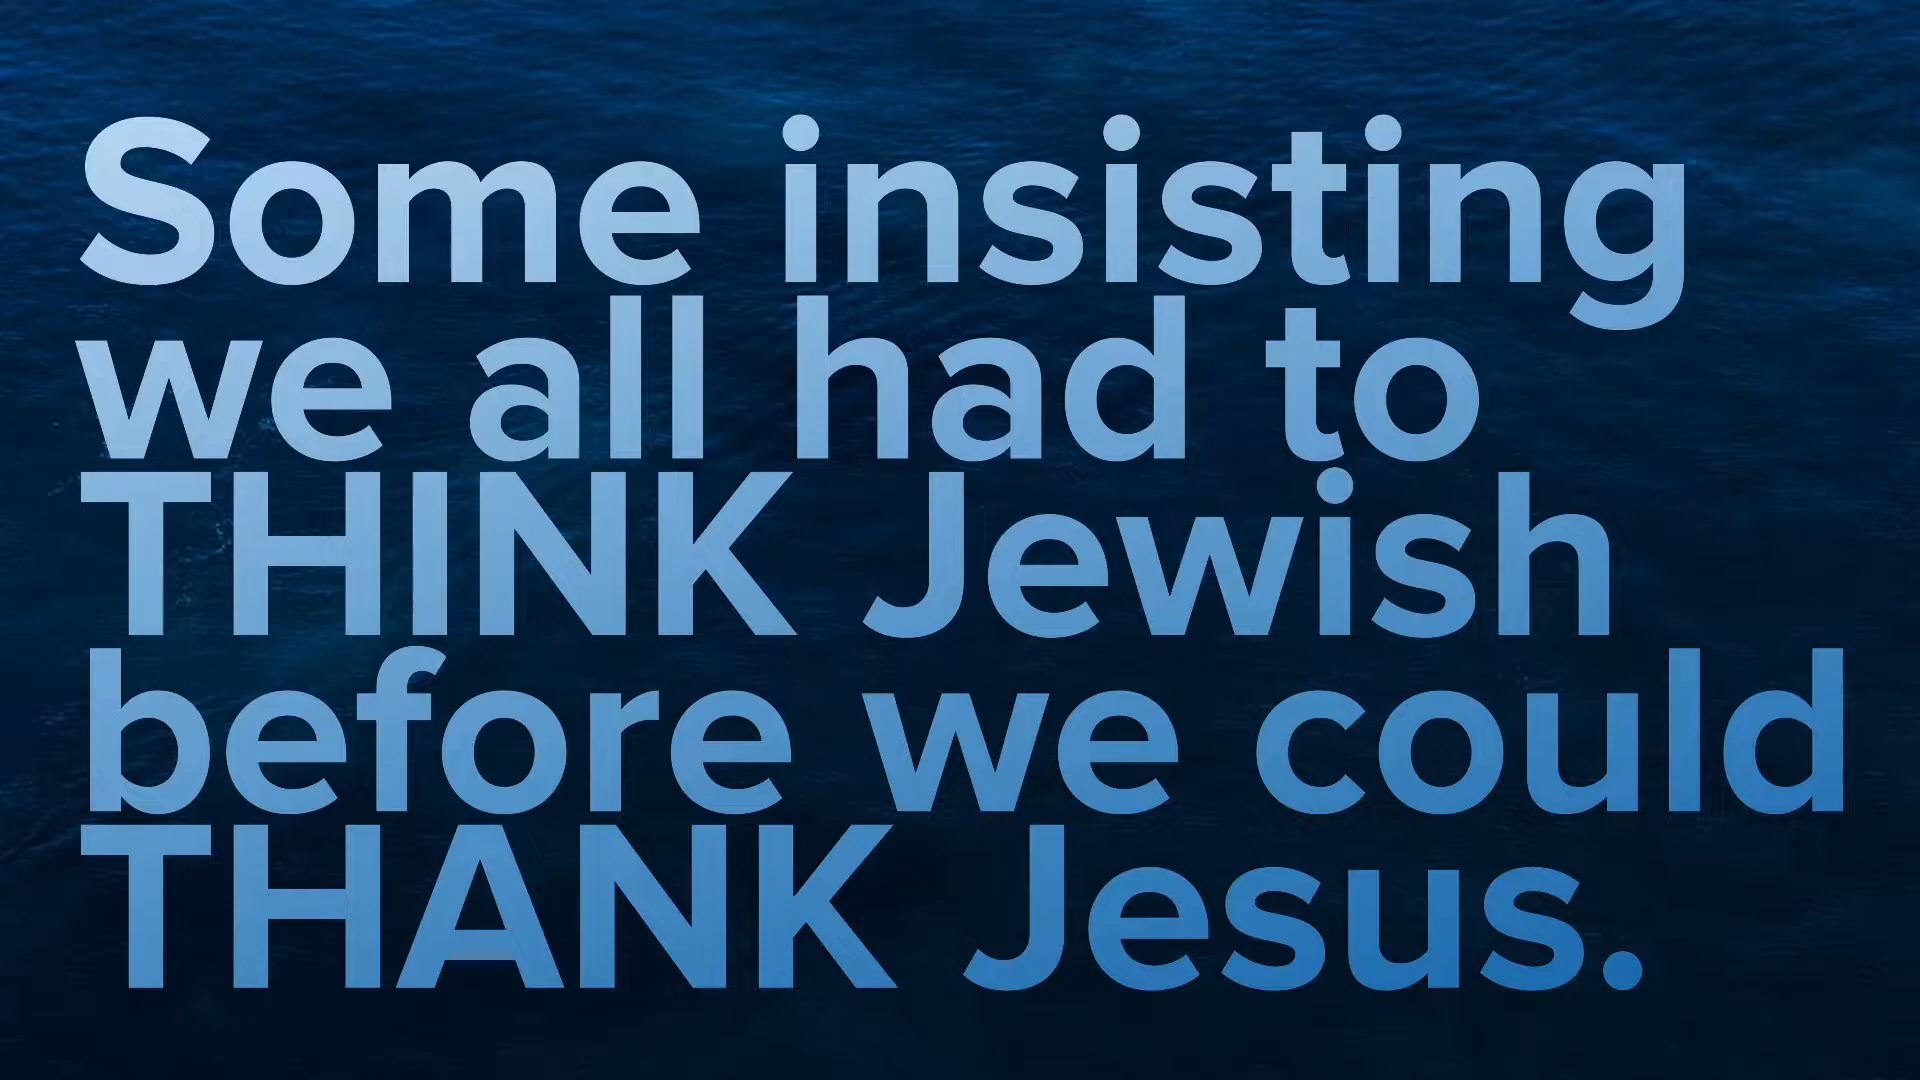 Some insisting
we all had to
THINK Jewish
before we could
THANK Jesus.